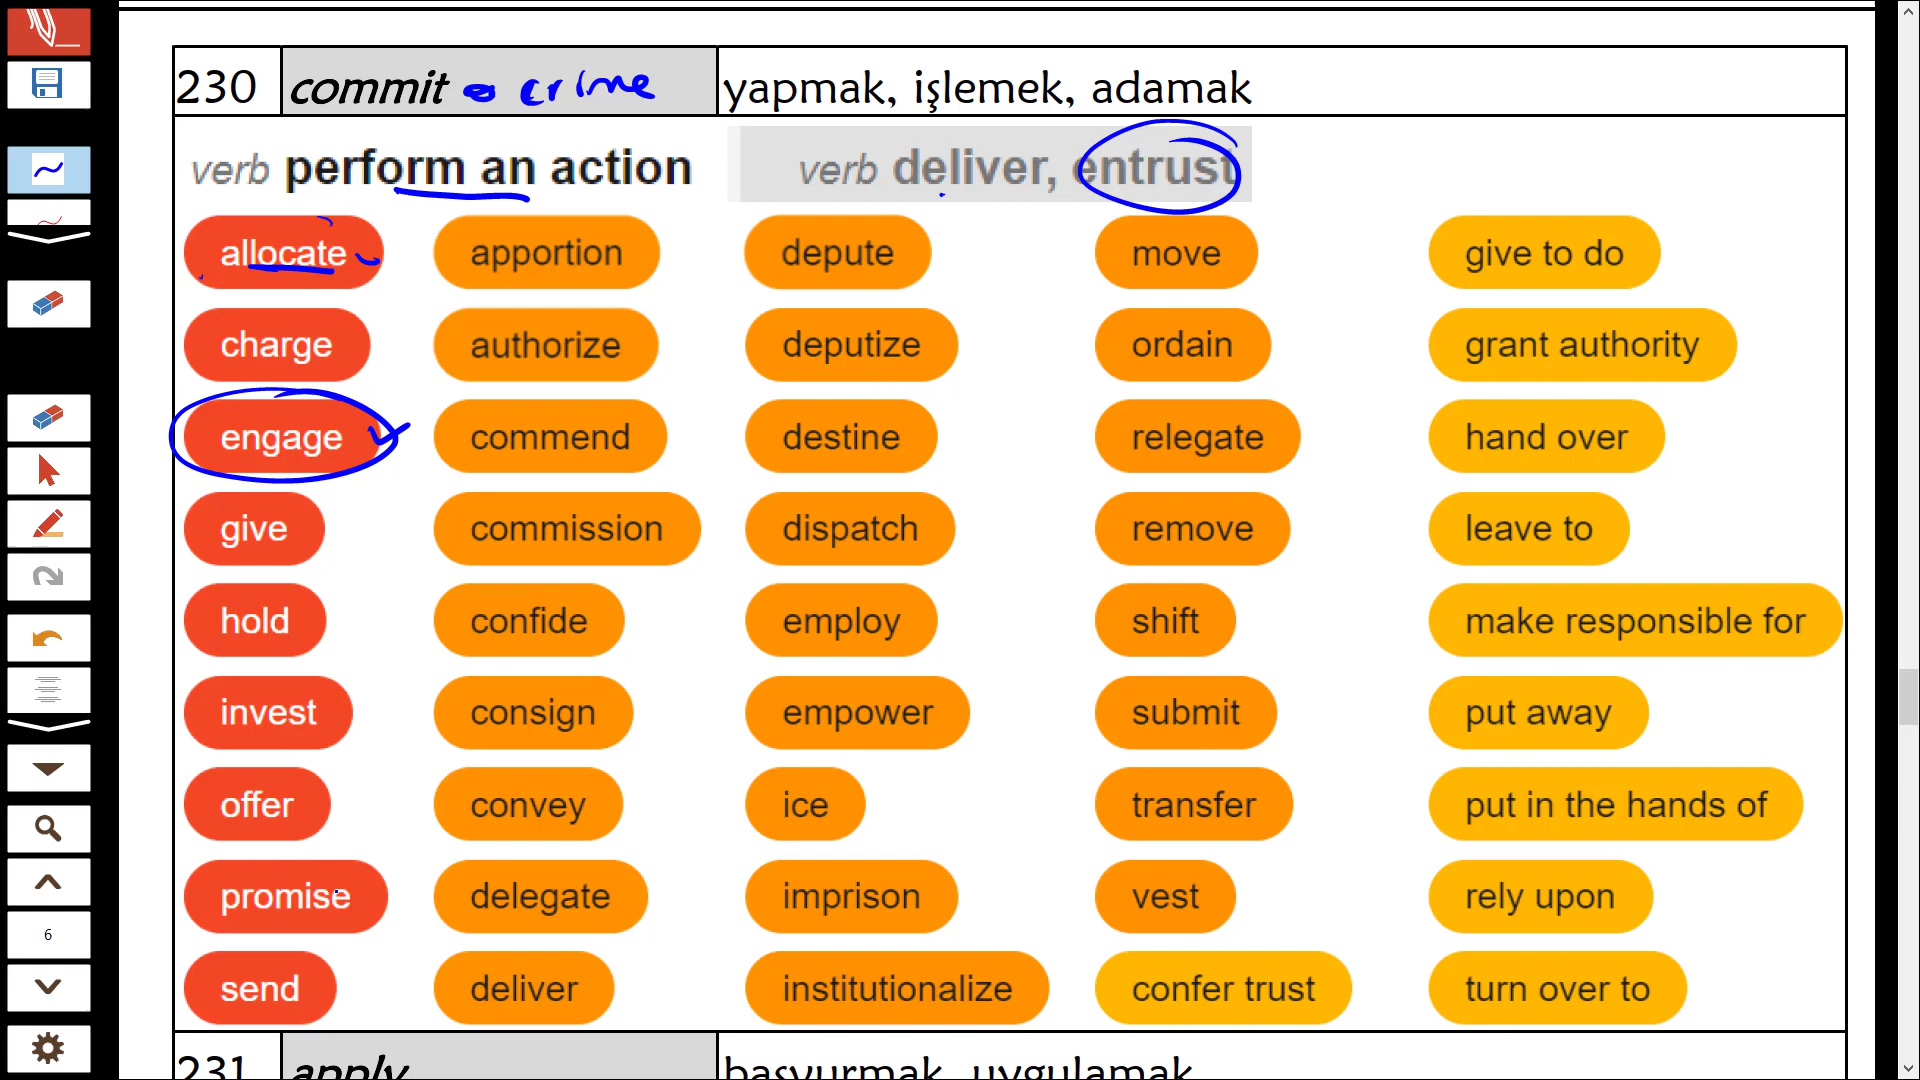 230 commit crime yapmak, işlemek, adamak
verb perform an action verb deliver, entrust
allocate apportion depute move give to do
charge authorize deputize ordain grant authority
engage commend destine relegate hand over
give commission dispatch remove leave to
hold confide employ shift make responsible for
invest consign empower submit put away
offer convey ice transfer put in the hands of
promise delegate imprison vest rely upon
send deliver institutionalize confer trust turn over to
6
231 apply başvurmak, uygulamak